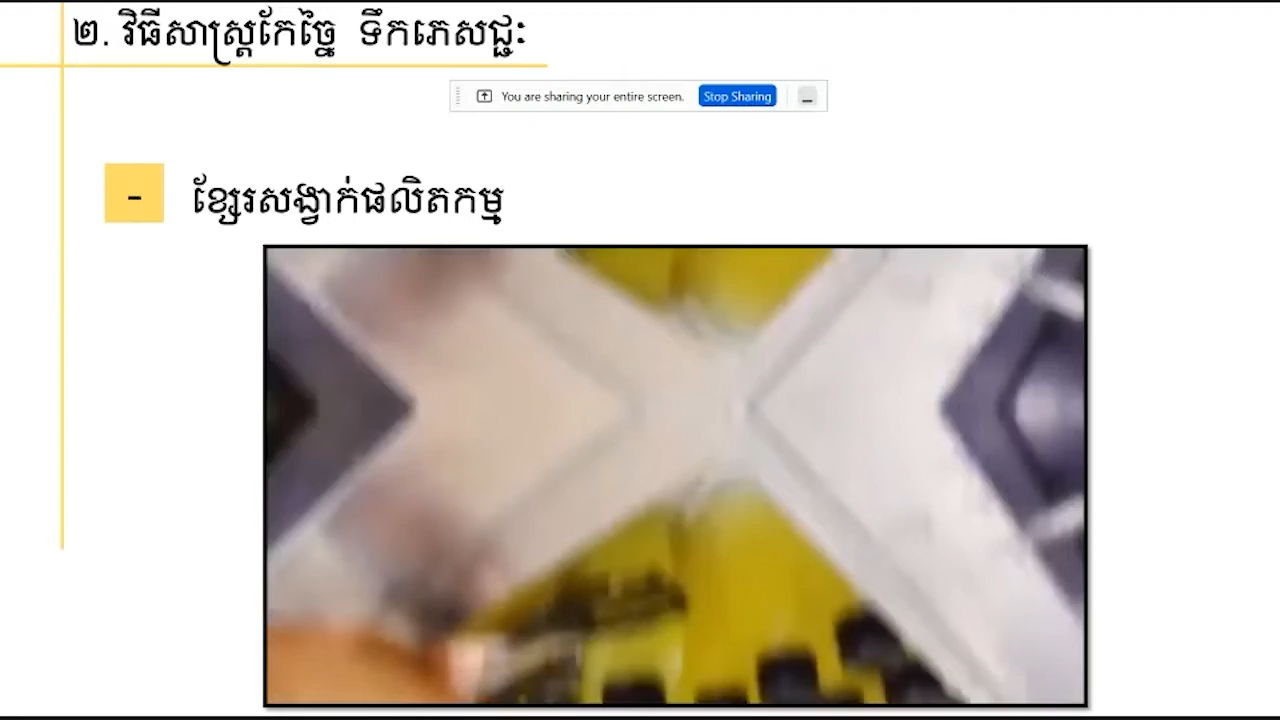 ២. វិធីសាស្ត្រកែច្នៃ ទឹកភេសជ្ជៈ
You are sharing your entire screen. Stop Sharing
- ខ្សែរសង្វាក់ផលិតកម្ម